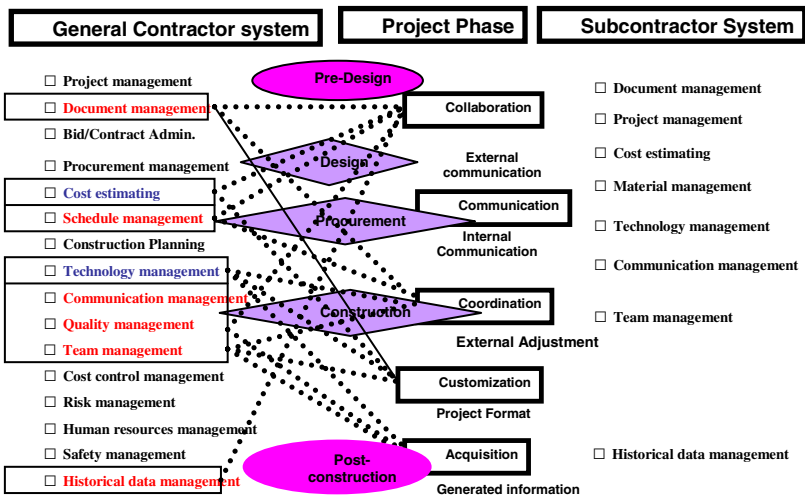 General Contractor system
Project Phase
Subcontractor System
☐ Project management
☐ Document management
☐ Bid/Contract Admin.
☐ Procurement management
☐ Cost estimating
☐ Schedule management
☐ Construction Planning
☐ Technology management
☐ Communication management
☐ Quality management
☐ Team management
☐ Cost control management
☐ Risk management
☐ Human resources management
☐ Safety management
☐ Historical data management
Pre-Design
Design
Procurement
Construction
Post-
construction
Collaboration
External
communication
Communication
Internal
Communication
Coordination
External Adjustment
Customization
Project Format
Acquisition
Generated information
☐ Document management
☐ Project management
☐ Cost estimating
☐ Material management
☐ Technology management
☐ Communication management
☐ Team management
☐ Historical data management